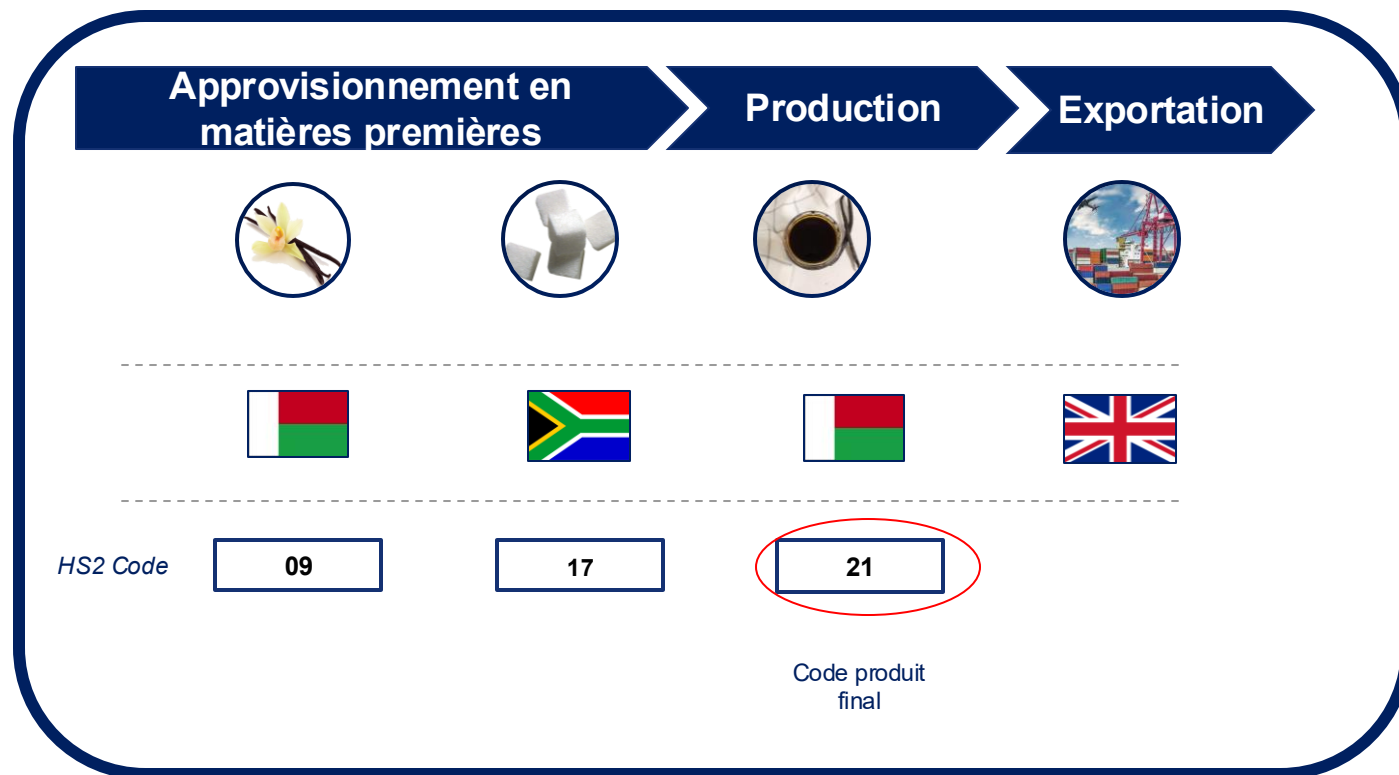 Approvisionnement en
matières premières
Production
Exportation
HS2 Code
09
17
21
Code produit
final